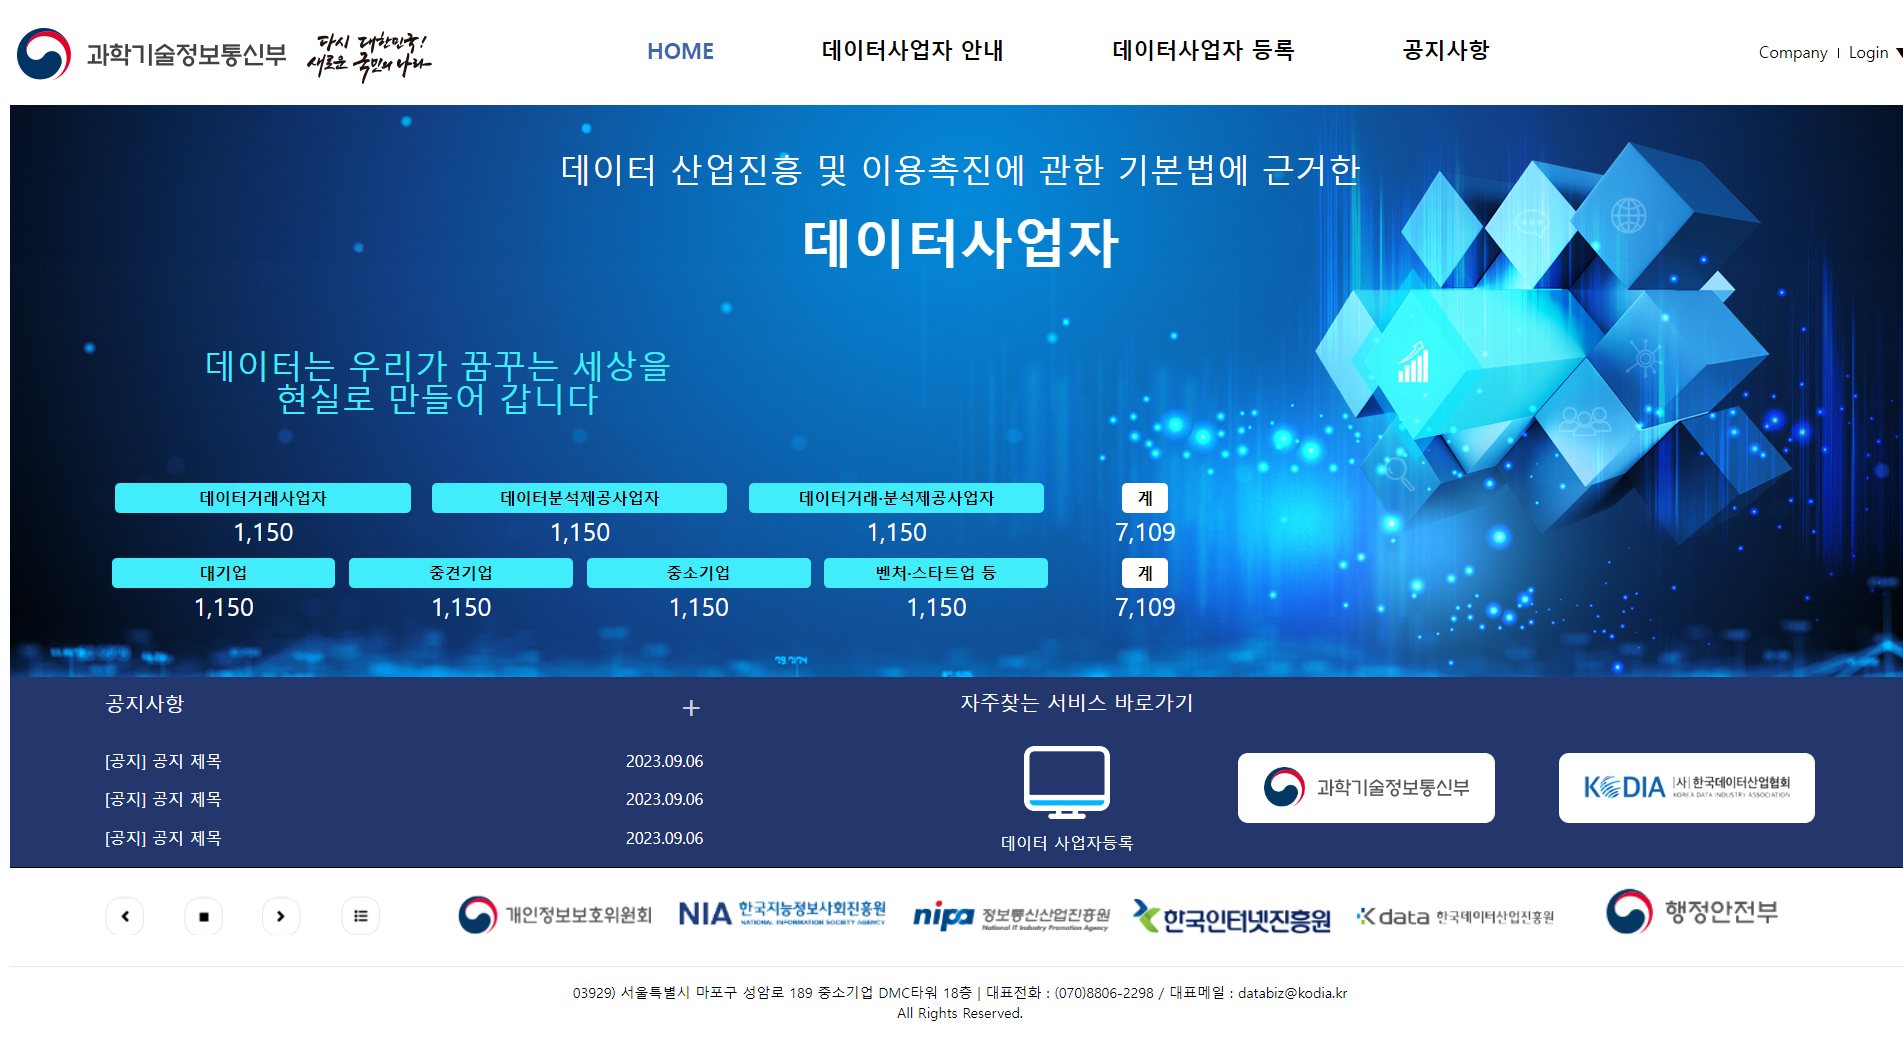 과학기술정보통신부
다시 대한민국!
새로운 국민의 나라
HOME
데이터사업자 안내
데이터사업자 등록
공지사항
Company
Login
데이터 산업진흥 및 이용촉진에 관한 기본법에 근거한
데이터사업자
데이터는 우리가 꿈꾸는 세상을
현실로 만들어 갑니다
데이터거래사업자 데이터분석제공사업자 데이터거래·분석제공사업자 계
1,150 1,150 1,150 7,109
대기업 중견기업 중소기업 벤처·스타트업 등 계
1,150 1,150 1,150 1,150 7,109
공지사항
[공지] 공지 제목 2023.09.06
[공지] 공지 제목 2023.09.06
[공지] 공지 제목 2023.09.06
자주찾는 서비스 바로가기
데이터 사업자등록
과학기술정보통신부
KODIA |사| 한국데이터산업협회
KOREA DATA INDUSTRY ASSOCIATION
개인정보보호위원회
NIA 한국지능정보사회진흥원
NATIONAL INFORMATION SOCIETY AGENCY
nipa 정보통신산업진흥원
National IT Industry Promotion Agency
한국인터넷진흥원
Kdata 한국데이터산업진흥원
행정안전부
03929) 서울특별시 마포구 성암로 189 중소기업 DMC타워 18층 | 대표전화 : (070)8806-2298 / 대표메일 : databiz@kodia.kr
All Rights Reserved.